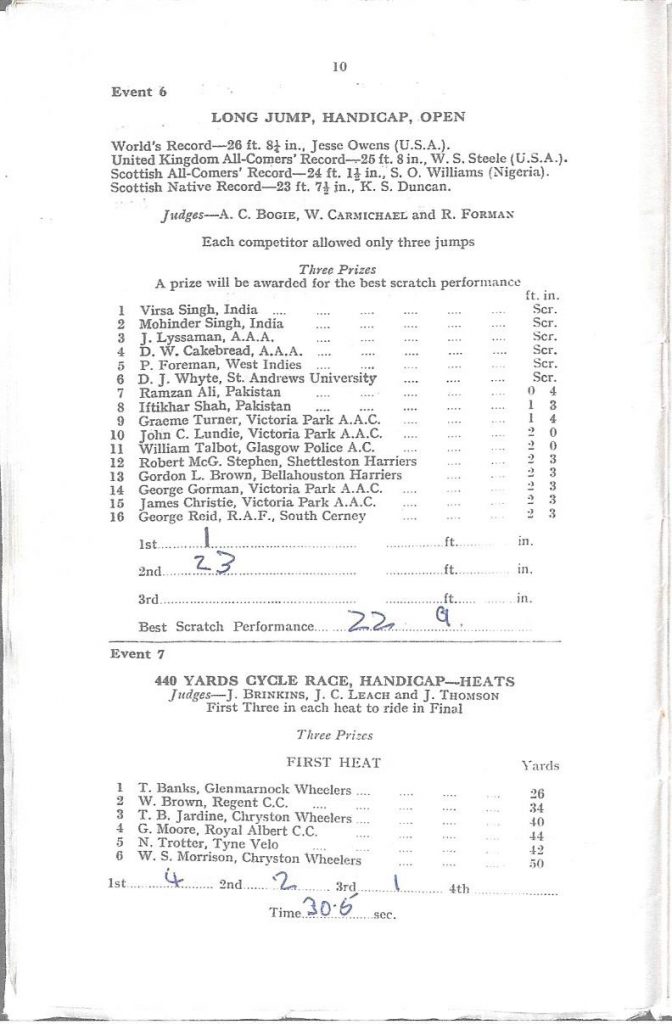 10
Event 6
LONG JUMP, HANDICAP, OPEN
World's Record—26 ft. 8¼ in., Jesse Owens (U.S.A.).
United Kingdom All-Comers' Record—25 ft. 8 in., W. S. Steele (U.S.A.).
Scottish All-Comers' Record—24 ft. 1½ in., S. O. Williams (Nigeria).
Scottish Native Record—23 ft. 7½ in., K. S. Duncan.
Judges—A. C. BOGIE, W. CARMICHAEL and R. FORMAN
Each competitor allowed only three jumps
Three Prizes
A prize will be awarded for the best scratch performance
ft. in.
1 Virsa Singh, India .... .... .... .... .... .... Scr.
2 Mohinder Singh, India .... .... .... .... .... Scr.
3 J. Lyssaman, A.A.A. .... .... .... .... .... Scr.
4 D. W. Cakebread, A.A.A. .... .... .... .... .... Scr.
5 P. Foreman, West Indies .... .... .... .... .... Scr.
6 D. J. Whyte, St. Andrews University .... .... .... Scr.
7 Ramzan Ali, Pakistan .... .... .... .... .... 0 4
8 Iftikhar Shah, Pakistan .... .... .... .... .... 1 3
9 Graeme Turner, Victoria Park A.A.C. .... .... .... 1 4
10 John C. Lundie, Victoria Park A.A.C. .... .... .... 2 0
11 William Talbot, Glasgow Police A.C. .... .... .... 2 0
12 Robert McG. Stephen, Shettleston Harriers .... .... 2 3
13 Gordon L. Brown, Bellahouston Harriers .... .... 2 3
14 George Gorman, Victoria Park A.A.C. .... .... .... 2 3
15 James Christie, Victoria Park A.A.C. .... .... .... 2 3
16 George Reid, R.A.F., South Cerney .... .... .... 2 3
1st.......1....... .......ft....... in.
2nd.......23....... .......ft....... in.
3rd.............. .......ft....... in.
Best Scratch Performance.......22.......9.......
Event 7
440 YARDS CYCLE RACE, HANDICAP—HEATS
Judges—J. BRINKINS, J. C. LEACH and J. THOMSON
First Three in each heat to ride in Final
Three Prizes
FIRST HEAT Yards
1 T. Banks, Glenmarnock Wheelers .... .... .... .... 26
2 W. Brown, Regent C.C. .... .... .... .... .... 34
3 T. B. Jardine, Chryston Wheelers .... .... .... .... 40
4 G. Moore, Royal Albert C.C. .... .... .... .... 44
5 N. Trotter, Tyne Velo .... .... .... .... 42
6 W. S. Morrison, Chryston Wheelers .... .... .... 50
1st.......4....... 2nd.......2....... 3rd.......1....... 4th.......
Time..30·6..sec.